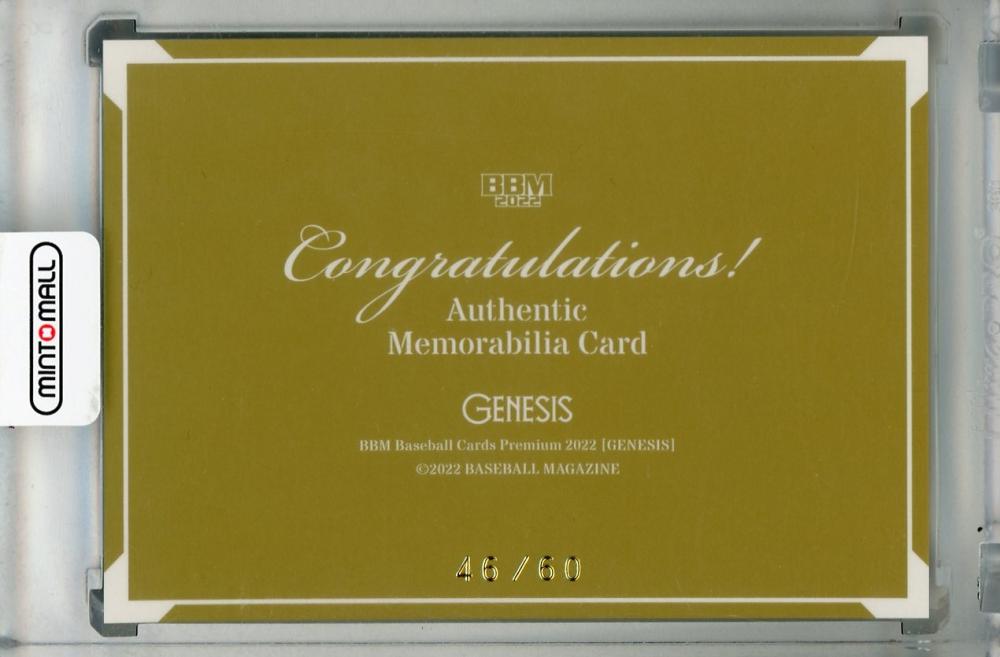 BBM
2022
Congratulations!
Authentic
Memorabilia Card
GENESIS
BBM Baseball Cards Premium 2022 [GENESIS]
©2022 BASEBALL MAGAZINE
46/60
MINTOMALL